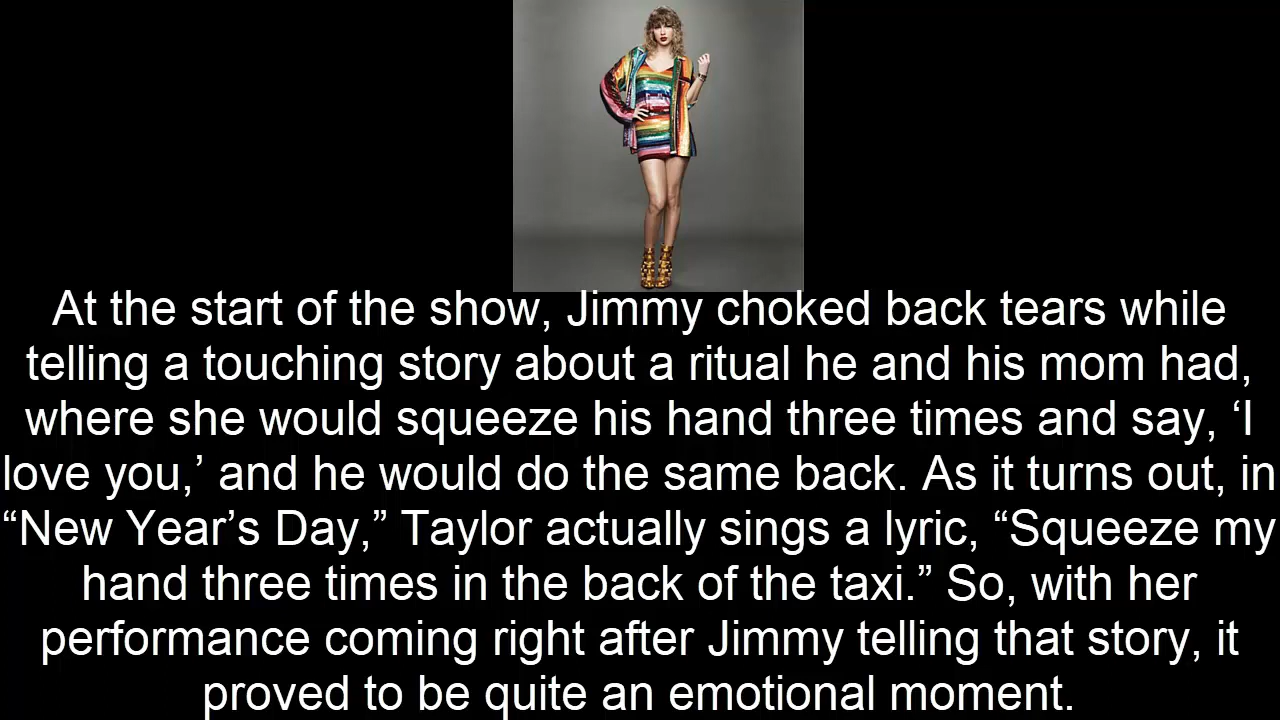 At the start of the show, Jimmy choked back tears while
telling a touching story about a ritual he and his mom had,
where she would squeeze his hand three times and say, ‘I
love you,’ and he would do the same back. As it turns out, in
“New Year’s Day,” Taylor actually sings a lyric, “Squeeze my
hand three times in the back of the taxi.” So, with her
performance coming right after Jimmy telling that story, it
proved to be quite an emotional moment.